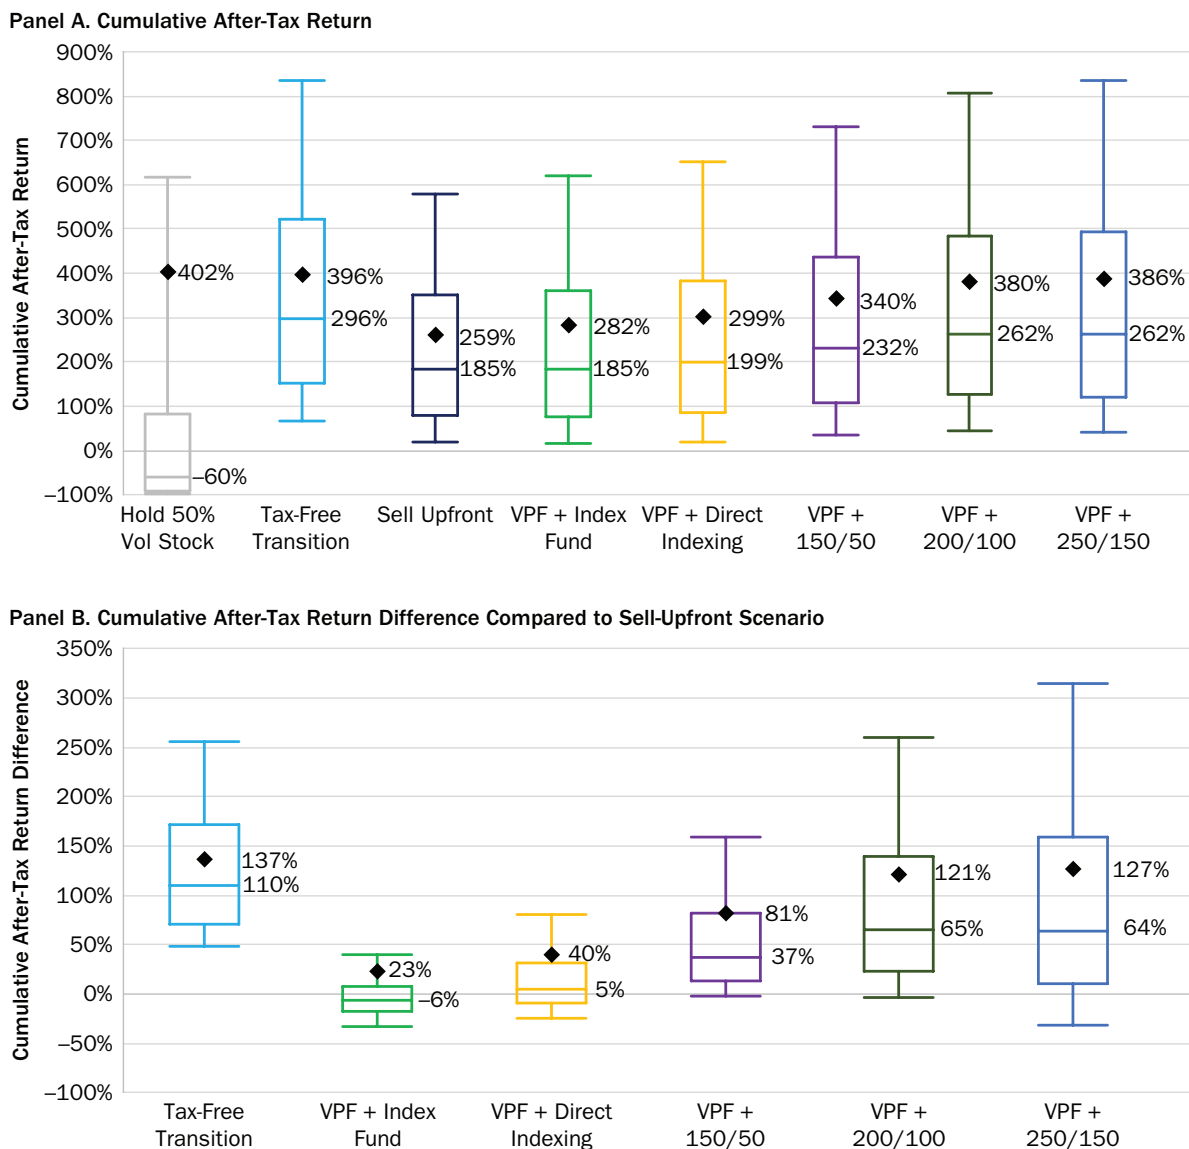 Panel A. Cumulative After-Tax Return
Cumulative After-Tax Return
900%
800%
700%
600%
500%
400%
300%
200%
100%
0%
–100%
402%
–60%
396%
296%
259%
185%
282%
185%
299%
199%
340%
232%
380%
262%
386%
262%
Hold 50%
Vol Stock
Tax-Free
Transition
Sell Upfront
VPF + Index
Fund
VPF + Direct
Indexing
VPF +
150/50
VPF +
200/100
VPF +
250/150
Panel B. Cumulative After-Tax Return Difference Compared to Sell-Upfront Scenario
Cumulative After-Tax Return Difference
350%
300%
250%
200%
150%
100%
50%
0%
–50%
–100%
137%
110%
23%
–6%
40%
5%
81%
37%
121%
65%
127%
64%
Tax-Free
Transition
VPF + Index
Fund
VPF + Direct
Indexing
VPF +
150/50
VPF +
200/100
VPF +
250/150